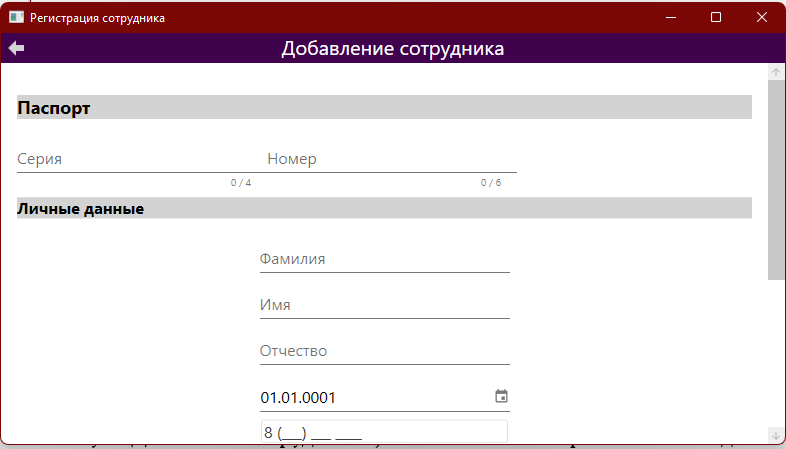 Регистрация сотрудника
Добавление сотрудника
Паспорт
Серия Номер
0 / 4 0 / 6
Личные данные
Фамилия
Имя
Отчество
01.01.0001
8 (___) ___ ____